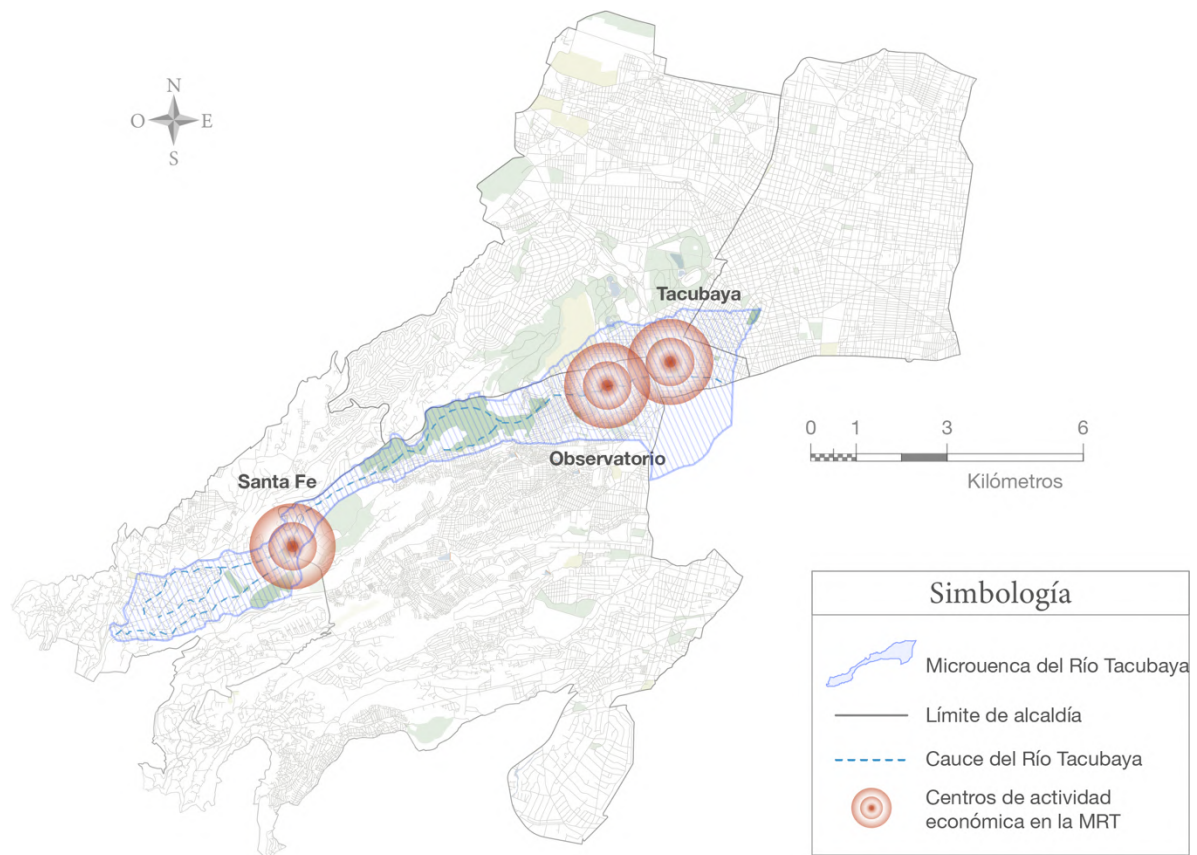 N
O E
S
Tacubaya
Observatorio
Santa Fe
0 1 3 6
Kilómetros
Simbología
Microuenca del Río Tacubaya
Límite de alcaldía
Cauce del Río Tacubaya
Centros de actividad
económica en la MRT